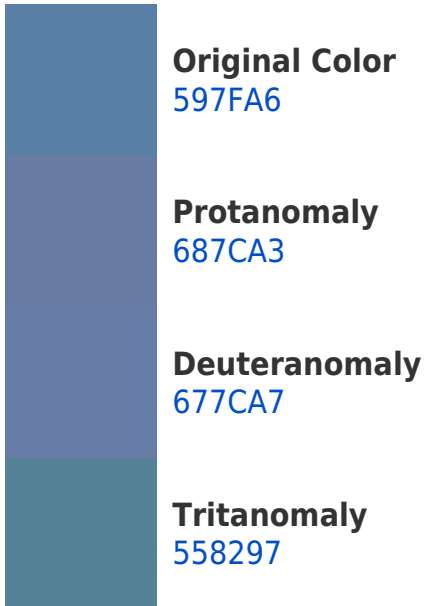 Original Color
597FA6
Protanomaly
687CA3
Deuteranomaly
677CA7
Tritanomaly
558297